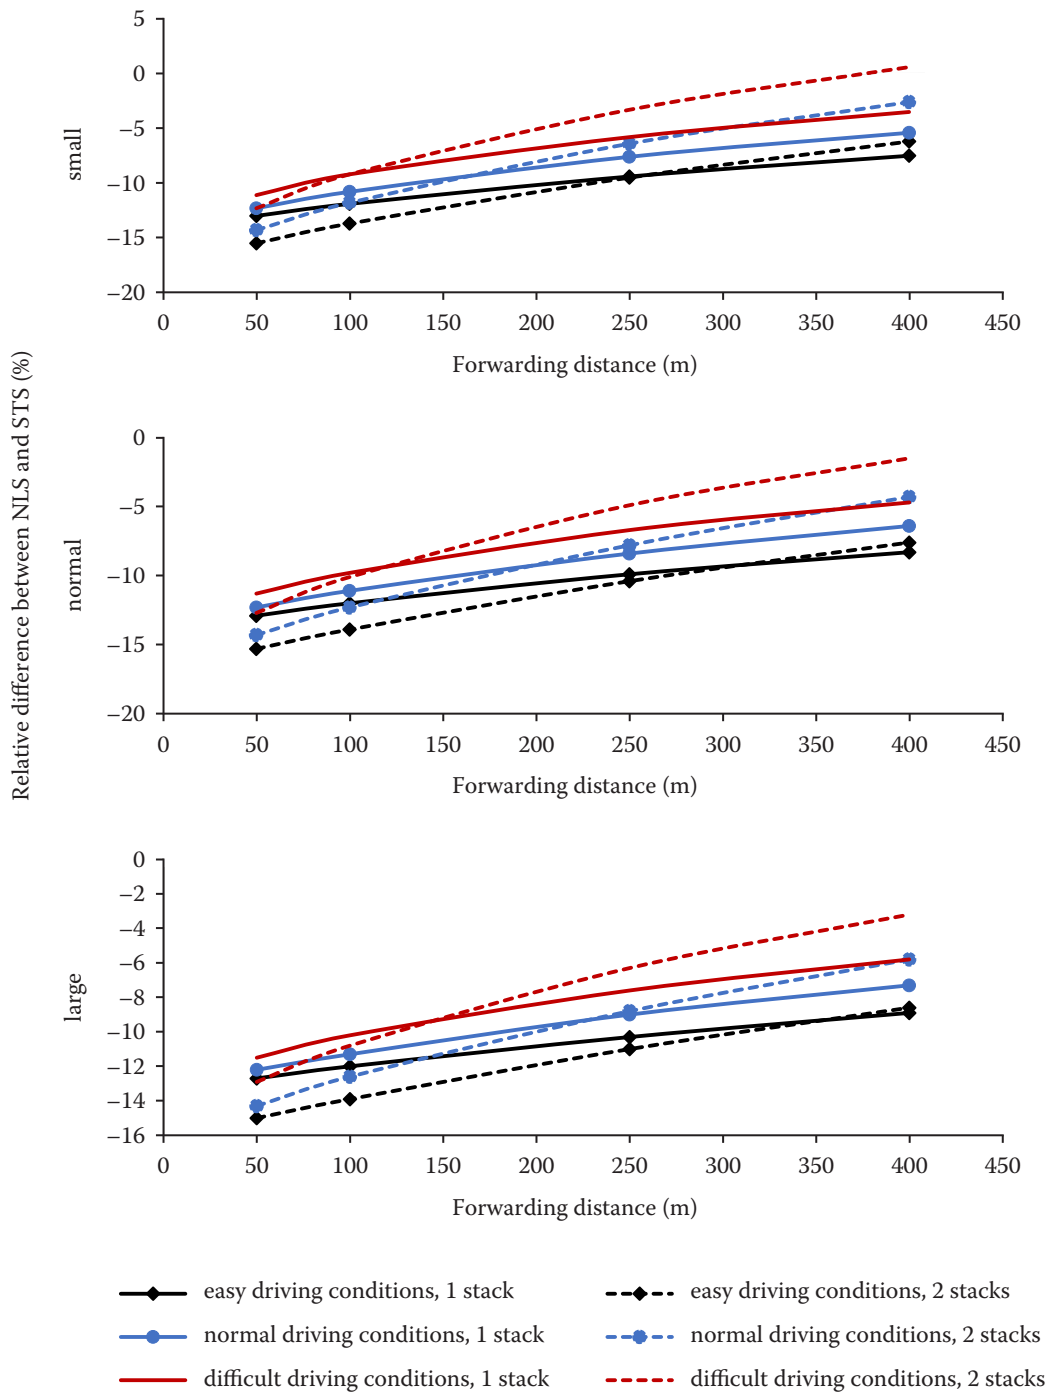 Relative difference between NLS and STS (%)
small
5
0
–5
–10
–15
–20
0 50 100 150 200 250 300 350 400 450
Forwarding distance (m)
normal
0
–5
–10
–15
–20
0 50 100 150 200 250 300 350 400 450
Forwarding distance (m)
large
0
–2
–4
–6
–8
–10
–12
–14
–16
0 50 100 150 200 250 300 350 400 450
Forwarding distance (m)
easy driving conditions, 1 stack
easy driving conditions, 2 stacks
normal driving conditions, 1 stack
normal driving conditions, 2 stacks
difficult driving conditions, 1 stack
difficult driving conditions, 2 stacks